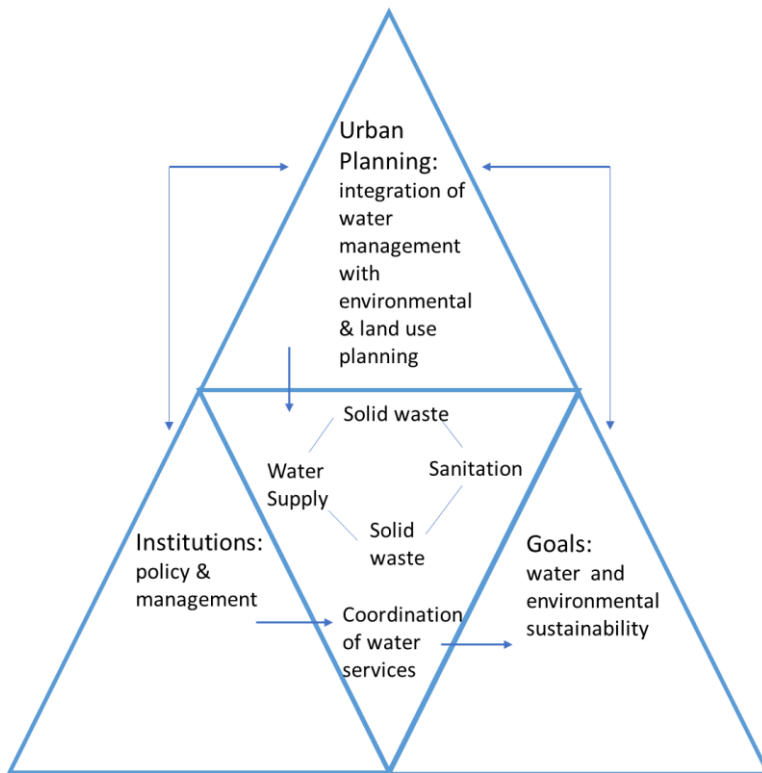 Urban
Planning:
integration of
water
management
with
environmental
& land use
planning
Solid waste
Water
Supply
Sanitation
Solid
waste
Institutions:
policy &
management
Coordination
of water
services
Goals:
water and
environmental
sustainability